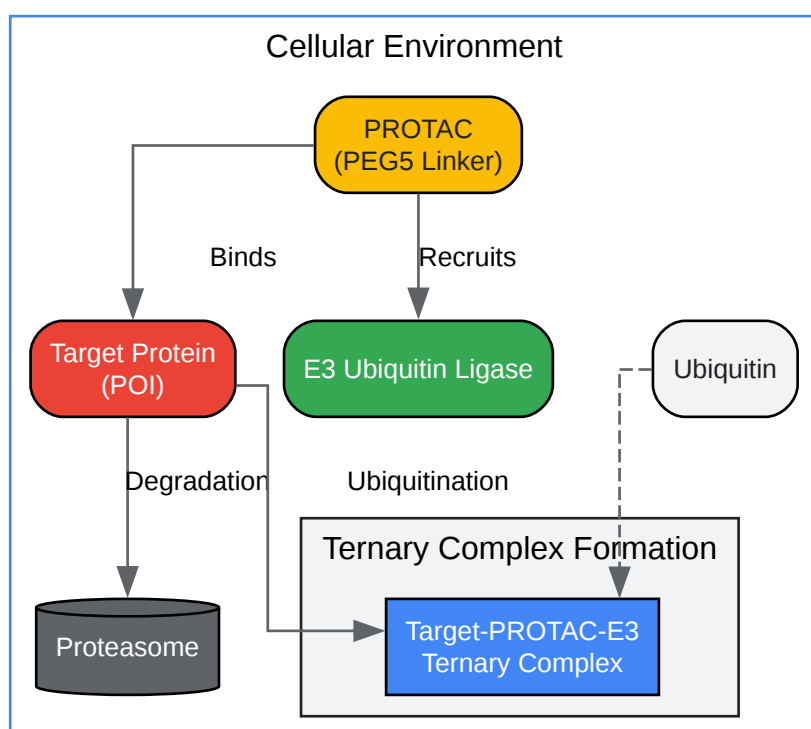 Cellular Environment
PROTAC
(PEG5 Linker)
Binds
Recruits
Target Protein
(POI)
E3 Ubiquitin Ligase
Ubiquitin
Degradation
Ubiquitination
Ternary Complex Formation
Proteasome
Target-PROTAC-E3
Ternary Complex